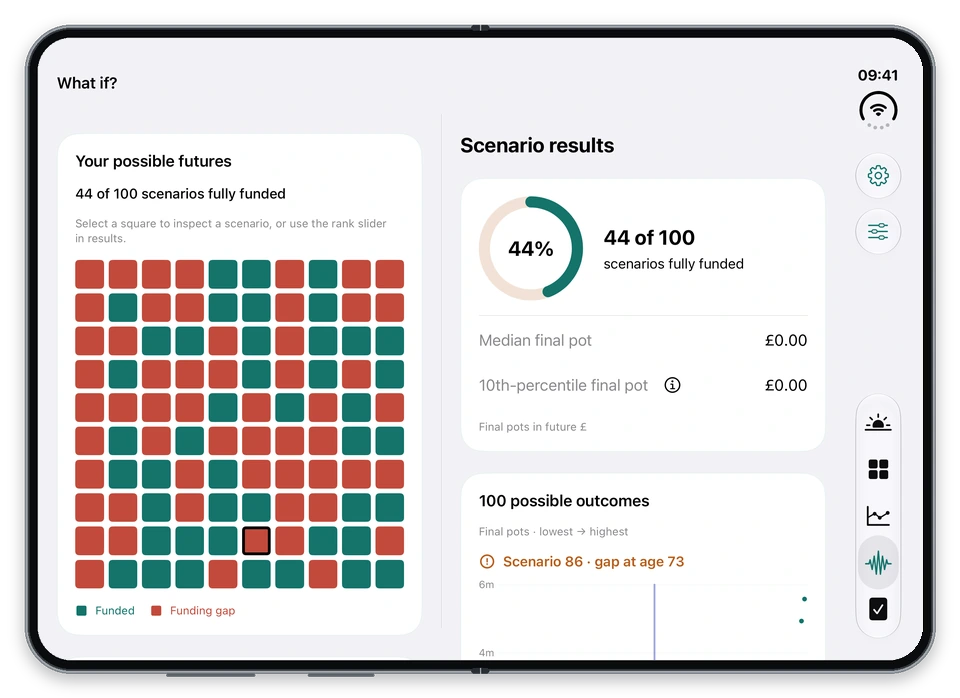 What if?
09:41
Your possible futures
44 of 100 scenarios fully funded
Select a square to inspect a scenario, or use the rank slider
in results.
Funded
Funding gap
Scenario results
44%
44 of 100
scenarios fully funded
Median final pot
£0.00
10th-percentile final pot
£0.00
Final pots in future £
100 possible outcomes
Final pots · lowest → highest
Scenario 86 · gap at age 73
6m
4m